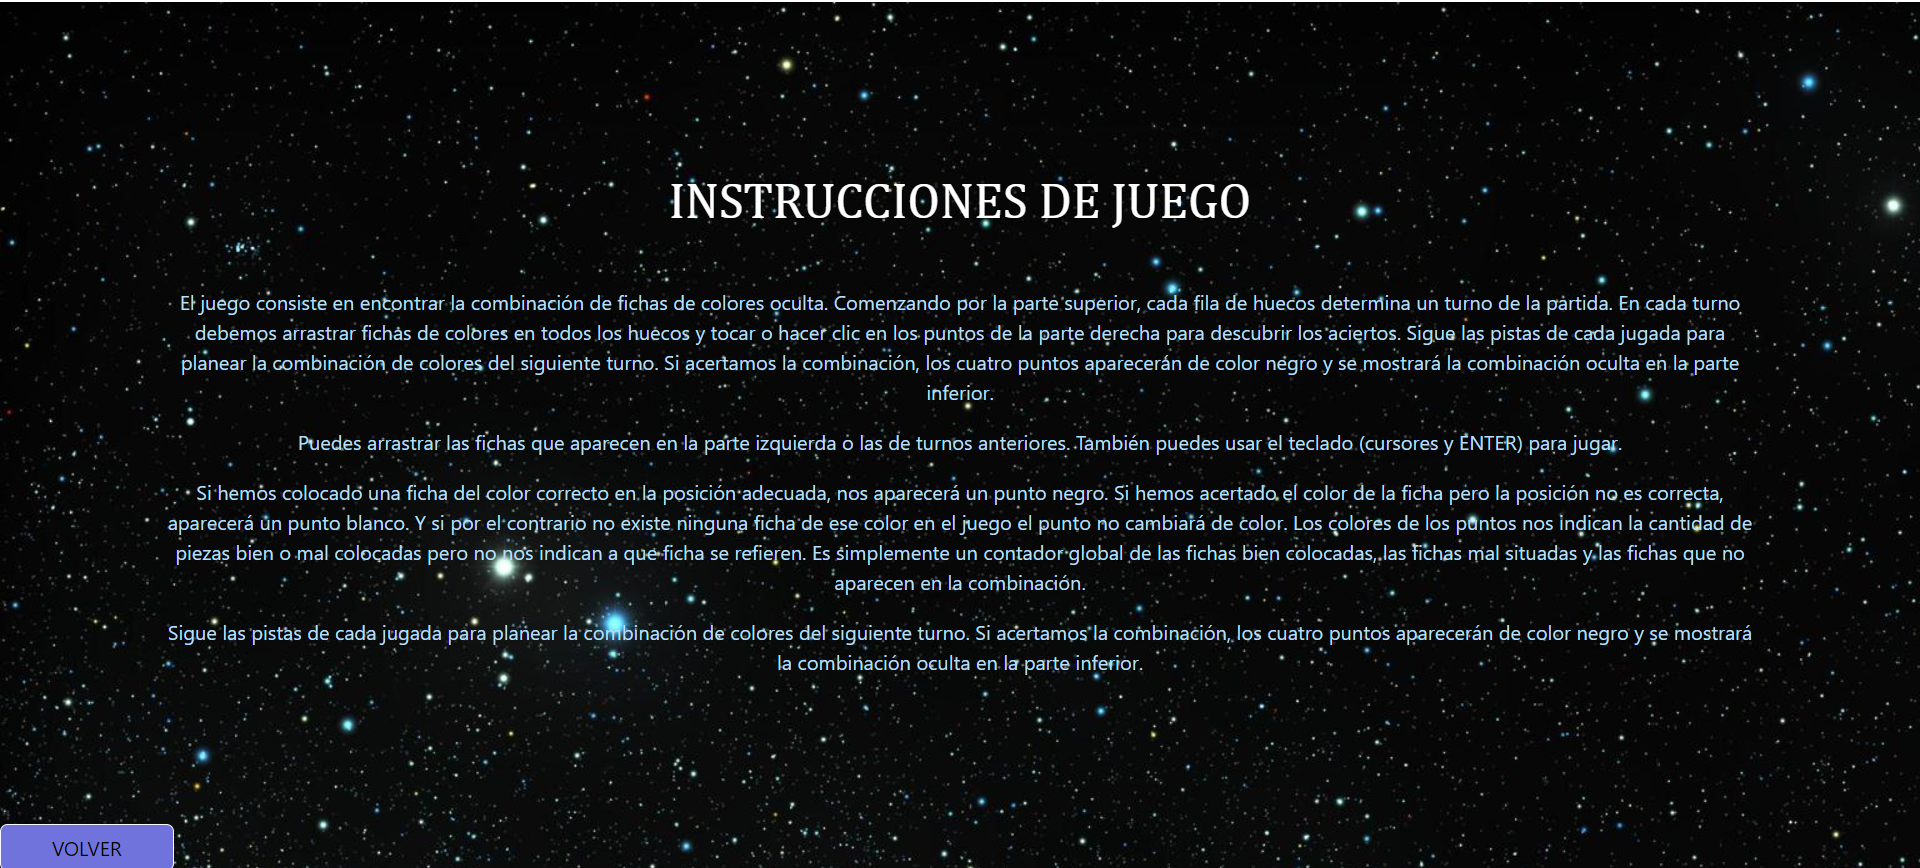 INSTRUCCIONES DE JUEGO
El juego consiste en encontrar la combinación de fichas de colores oculta. Comenzando por la parte superior, cada fila de huecos determina un turno de la partida. En cada turno
debemos arrastrar fichas de colores en todos los huecos y tocar o hacer clic en los puntos de la parte derecha para descubrir los aciertos. Sigue las pistas de cada jugada para
planear la combinación de colores del siguiente turno. Si acertamos la combinación, los cuatro puntos aparecerán de color negro y se mostrará la combinación oculta en la parte
inferior.
Puedes arrastrar las fichas que aparecen en la parte izquierda o las de turnos anteriores. También puedes usar el teclado (cursores y ENTER) para jugar.
Si hemos colocado una ficha del color correcto en la posición adecuada, nos aparecerá un punto negro. Si hemos acertado el color de la ficha pero la posición no es correcta,
aparecerá un punto blanco. Y si por el contrario no existe ninguna ficha de ese color en el juego el punto no cambiará de color. Los colores de los puntos nos indican la cantidad de
piezas bien o mal colocadas pero no nos indican a que ficha se refieren. Es simplemente un contador global de las fichas bien colocadas, las fichas mal situadas y las fichas que no
aparecen en la combinación.
Sigue las pistas de cada jugada para planear la combinación de colores del siguiente turno. Si acertamos la combinación, los cuatro puntos aparecerán de color negro y se mostrará
la combinación oculta en la parte inferior.
VOLVER